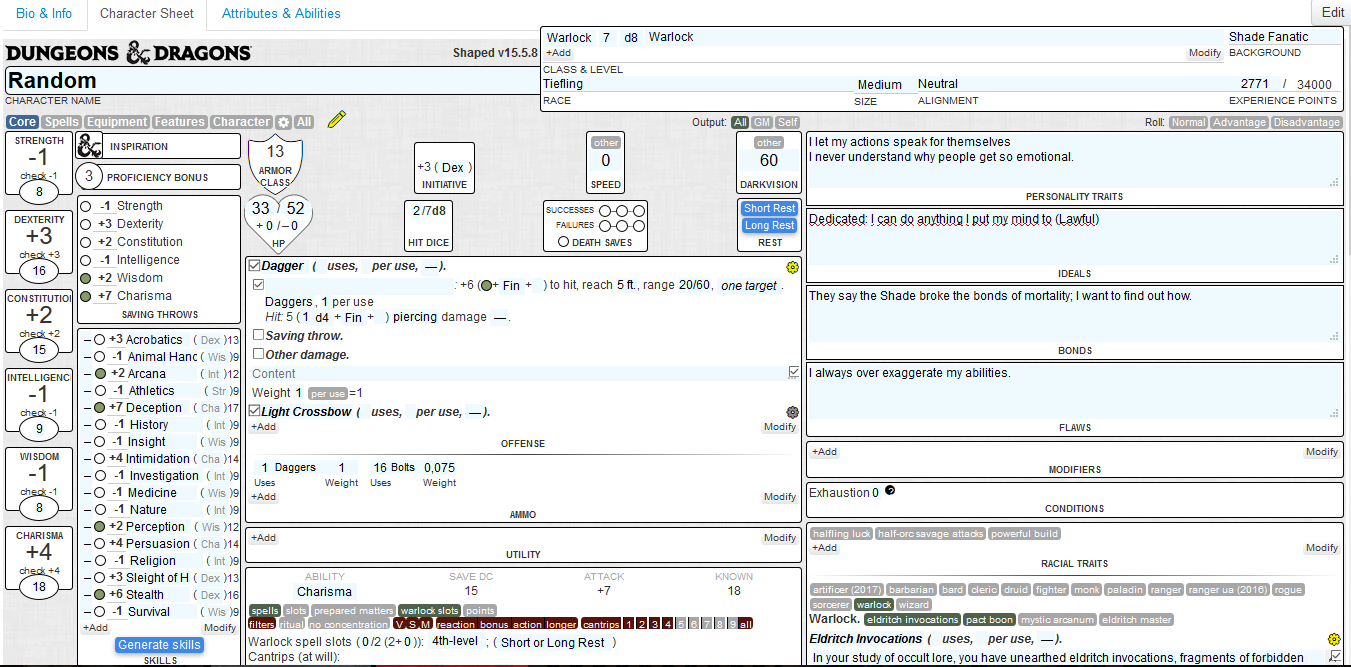 Bio & Info Character Sheet Attributes & Abilities Edit
DUNGEONS & DRAGONS
Shaped v15.5.8
Random
CHARACTER NAME
Warlock 7 d8 Warlock Shade Fanatic
+Add Modify BACKGROUND
CLASS & LEVEL
Tiefling Medium Neutral 2771 / 34000
RACE SIZE ALIGNMENT EXPERIENCE POINTS
Core Spells Equipment Features Character All
Output: All GM Self
Roll: Normal Advantage Disadvantage
STRENGTH
-1
check -1
8
DEXTERITY
+3
check +3
16
CONSTITUTIO
+2
check +2
15
INTELLIGENC
-1
check -1
9
WISDOM
-1
check -1
8
CHARISMA
+4
check +4
18
INSPIRATION
3 PROFICIENCY BONUS
-1 Strength
+3 Dexterity
+2 Constitution
-1 Intelligence
+2 Wisdom
+7 Charisma
SAVING THROWS
+3 Acrobatics ( Dex )13
-1 Animal Hanc ( Wis )9
+2 Arcana ( Int )12
-1 Athletics ( Str )9
+7 Deception ( Cha )17
-1 History ( Int )9
-1 Insight ( Wis )9
+4 Intimidation ( Cha )14
-1 Investigation ( Int )9
-1 Medicine ( Wis )9
-1 Nature ( Int )9
+2 Perception ( Wis )12
+4 Persuasion ( Cha )14
-1 Religion ( Int )9
+3 Sleight of H ( Dex )13
+6 Stealth ( Dex )16
-1 Survival ( Wis )9
+Add Modify
Generate skills
SKILLS
13
ARMOR
CLASS
33 / 52
+ 0 /– 0
HP
+3 ( Dex )
INITIATIVE
2/7d8
HIT DICE
other
0
SPEED
SUCCESSES
FAILURES
DEATH SAVES
other
60
DARKVISION
Short Rest
Long Rest
REST
Dagger ( uses, per use, —).
: +6 ( + Fin + ) to hit, reach 5 ft., range 20/60, one target .
Daggers , 1 per use
Hit: 5 ( 1 d4 + Fin + ) piercing damage —.
Saving throw.
Other damage.
Content
Weight 1 per use =1
Light Crossbow ( uses, per use, —).
+Add Modify
OFFENSE
1 Daggers 1 16 Bolts 0,075
Uses Weight Uses Weight
+Add Modify
AMMO
+Add Modify
UTILITY
ABILITY SAVE DC ATTACK KNOWN
Charisma 15 +7 18
spells slots prepared matters warlock slots points
filters ritual no concentration V S M reaction bonus action longer cantrips 1 2 3 4 5 6 7 8 9 all
Warlock spell slots ( 0/2 (2+ 0 )): 4th-level ; ( Short or Long Rest )
Cantrips (at will):
I let my actions speak for themselves
I never understand why people get so emotional.
PERSONALITY TRAITS
Dedicated: I can do anything I put my mind to (Lawful)
IDEALS
They say the Shade broke the bonds of mortality; I want to find out how.
BONDS
I always over exaggerate my abilities.
FLAWS
+Add Modify
MODIFIERS
Exhaustion 0 ?
CONDITIONS
halfling luck half-orc savage attacks powerful build
+Add Modify
RACIAL TRAITS
artificer (2017) barbarian bard cleric druid fighter monk paladin ranger ranger ua (2016) rogue
sorcerer warlock wizard
Warlock. eldritch invocations pact boon mystic arcanum eldritch master
Eldritch Invocations ( uses, per use, —).
In your study of occult lore, you have unearthed eldritch invocations, fragments of forbidden